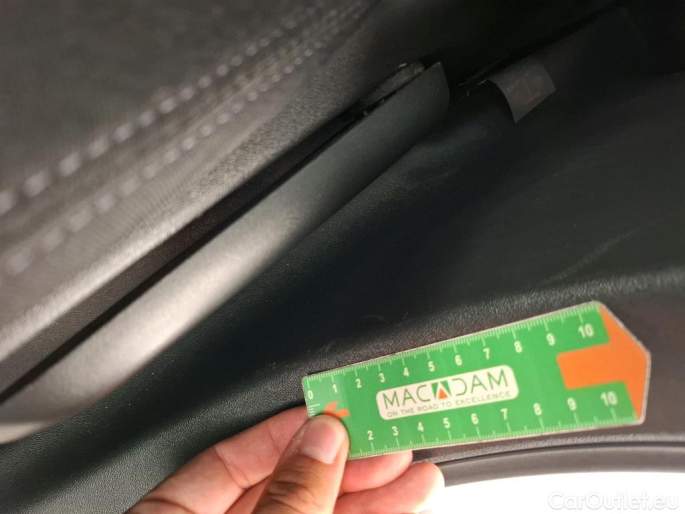 0 1 2 3 4 5 6 7 8 9 10
MACADAM
ON THE ROAD TO EXCELLENCE
2 3 4 5 6 7 8 9 10
CarOutlet.eu